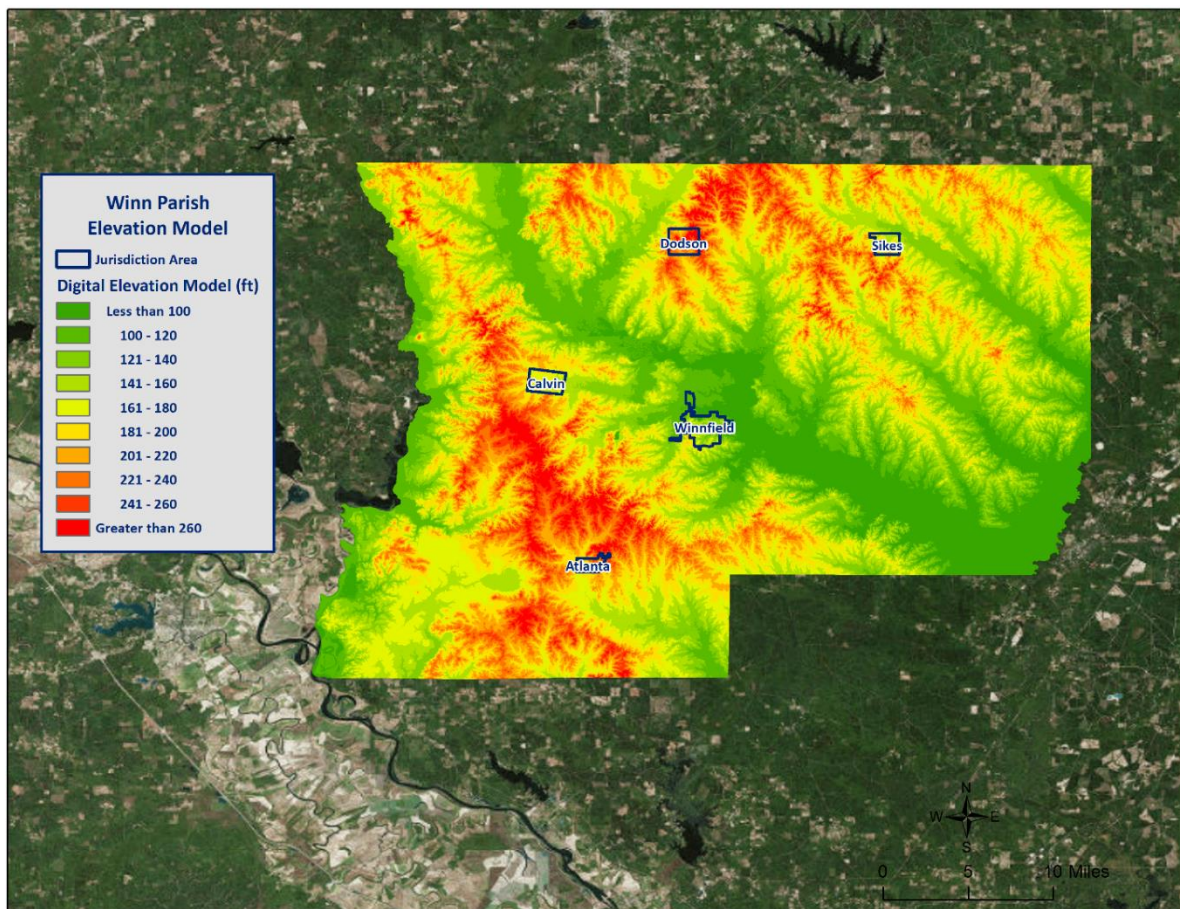 Winn Parish
Elevation Model
Jurisdiction Area
Digital Elevation Model (ft)
Less than 100
100 - 120
121 - 140
141 - 160
161 - 180
181 - 200
201 - 220
221 - 240
241 - 260
Greater than 260
Dodson
Sikes
Calvin
Winnfield
Atlanta
N
W E
S
0 5 10 Miles